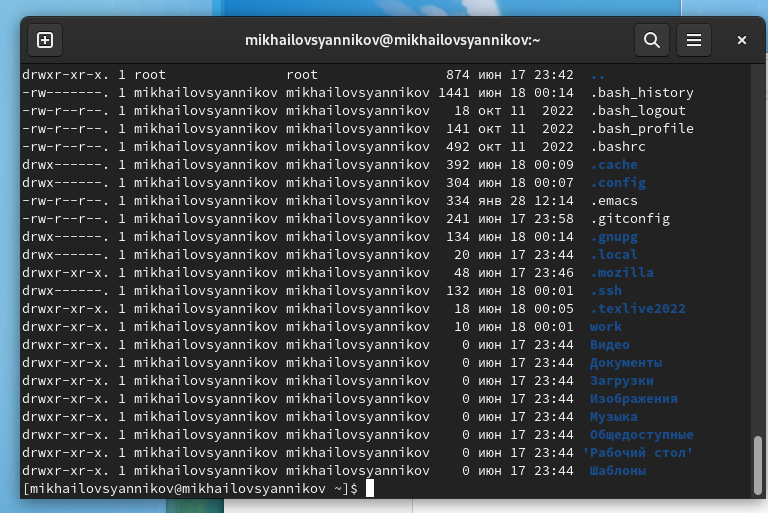 mikhailovsyannikov@mikhailovsyannikov:~
drwxr-xr-x. 1 root               root                874 июн 17 23:42  ..
-rw-------. 1 mikhailovsyannikov mikhailovsyannikov 1441 июн 18 00:14  .bash_history
-rw-r--r--. 1 mikhailovsyannikov mikhailovsyannikov   18 окт 11  2022  .bash_logout
-rw-r--r--. 1 mikhailovsyannikov mikhailovsyannikov  141 окт 11  2022  .bash_profile
-rw-r--r--. 1 mikhailovsyannikov mikhailovsyannikov  492 окт 11  2022  .bashrc
drwx------. 1 mikhailovsyannikov mikhailovsyannikov  392 июн 18 00:09  .cache
drwx------. 1 mikhailovsyannikov mikhailovsyannikov  304 июн 18 00:07  .config
-rw-r--r--. 1 mikhailovsyannikov mikhailovsyannikov  334 янв 28 12:14  .emacs
-rw-r--r--. 1 mikhailovsyannikov mikhailovsyannikov  241 июн 17 23:58  .gitconfig
drwx------. 1 mikhailovsyannikov mikhailovsyannikov  134 июн 18 00:14  .gnupg
drwx------. 1 mikhailovsyannikov mikhailovsyannikov   20 июн 17 23:44  .local
drwxr-xr-x. 1 mikhailovsyannikov mikhailovsyannikov   48 июн 17 23:46  .mozilla
drwx------. 1 mikhailovsyannikov mikhailovsyannikov  132 июн 18 00:01  .ssh
drwxr-xr-x. 1 mikhailovsyannikov mikhailovsyannikov   18 июн 18 00:05  .texlive2022
drwxr-xr-x. 1 mikhailovsyannikov mikhailovsyannikov   10 июн 18 00:01  work
drwxr-xr-x. 1 mikhailovsyannikov mikhailovsyannikov    0 июн 17 23:44  Видео
drwxr-xr-x. 1 mikhailovsyannikov mikhailovsyannikov    0 июн 17 23:44  Документы
drwxr-xr-x. 1 mikhailovsyannikov mikhailovsyannikov    0 июн 17 23:44  Загрузки
drwxr-xr-x. 1 mikhailovsyannikov mikhailovsyannikov    0 июн 17 23:44  Изображения
drwxr-xr-x. 1 mikhailovsyannikov mikhailovsyannikov    0 июн 17 23:44  Музыка
drwxr-xr-x. 1 mikhailovsyannikov mikhailovsyannikov    0 июн 17 23:44  Общедоступные
drwxr-xr-x. 1 mikhailovsyannikov mikhailovsyannikov    0 июн 17 23:44 'Рабочий стол'
drwxr-xr-x. 1 mikhailovsyannikov mikhailovsyannikov    0 июн 17 23:44  Шаблоны
[mikhailovsyannikov@mikhailovsyannikov ~]$